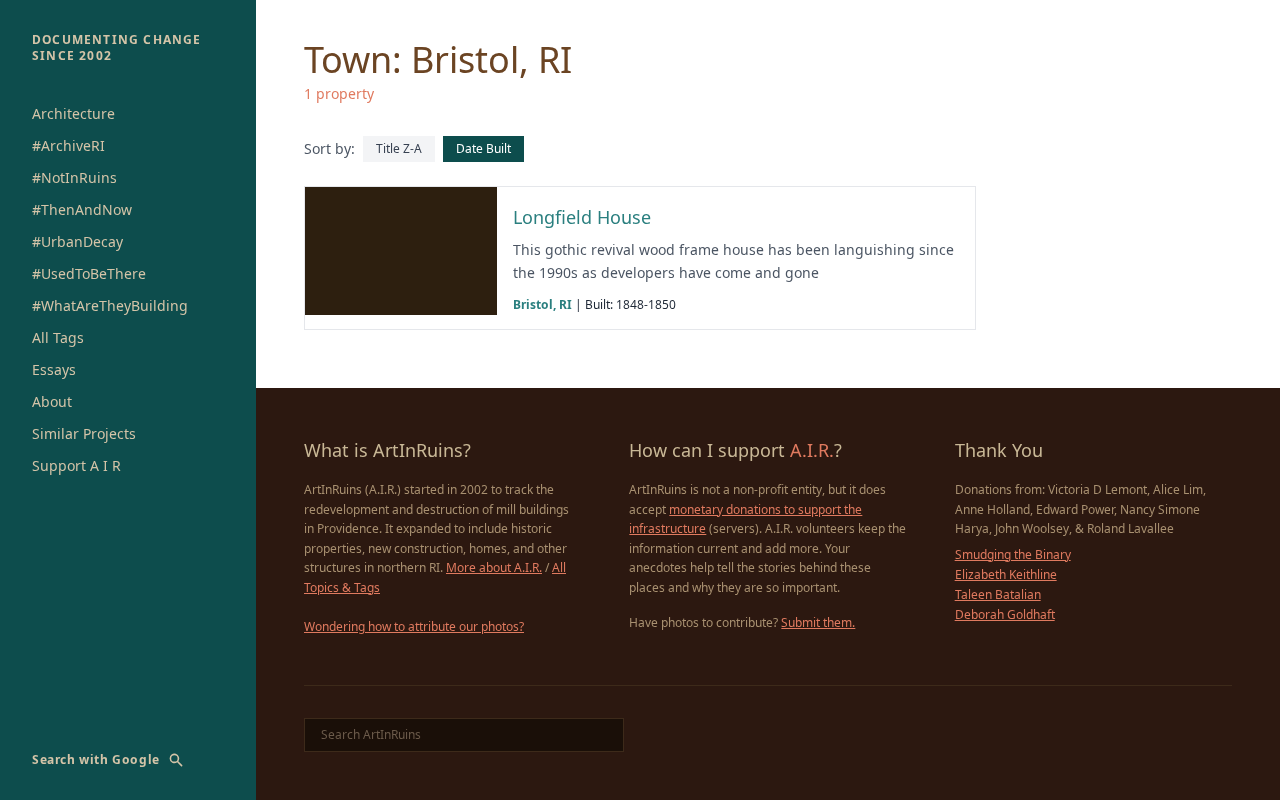 DOCUMENTING CHANGE
SINCE 2002
Architecture
#ArchiveRI
#NotInRuins
#ThenAndNow
#UrbanDecay
#UsedToBeThere
#WhatAreTheyBuilding
All Tags
Essays
About
Similar Projects
Support A I R
Search with Google
Town: Bristol, RI
1 property
Sort by: Title Z-A Date Built
Longfield House
This gothic revival wood frame house has been languishing since
the 1990s as developers have come and gone
Bristol, RI | Built: 1848-1850
What is ArtInRuins?
ArtInRuins (A.I.R.) started in 2002 to track the
redevelopment and destruction of mill buildings
in Providence. It expanded to include historic
properties, new construction, homes, and other
structures in northern RI. More about A.I.R. / All
Topics & Tags
Wondering how to attribute our photos?
How can I support A.I.R.?
ArtInRuins is not a non-profit entity, but it does
accept monetary donations to support the
infrastructure (servers). A.I.R. volunteers keep the
information current and add more. Your
anecdotes help tell the stories behind these
places and why they are so important.
Have photos to contribute? Submit them.
Thank You
Donations from: Victoria D Lemont, Alice Lim,
Anne Holland, Edward Power, Nancy Simone
Harya, John Woolsey, & Roland Lavallee
Smudging the Binary
Elizabeth Keithline
Taleen Batalian
Deborah Goldhaft
Search ArtInRuins